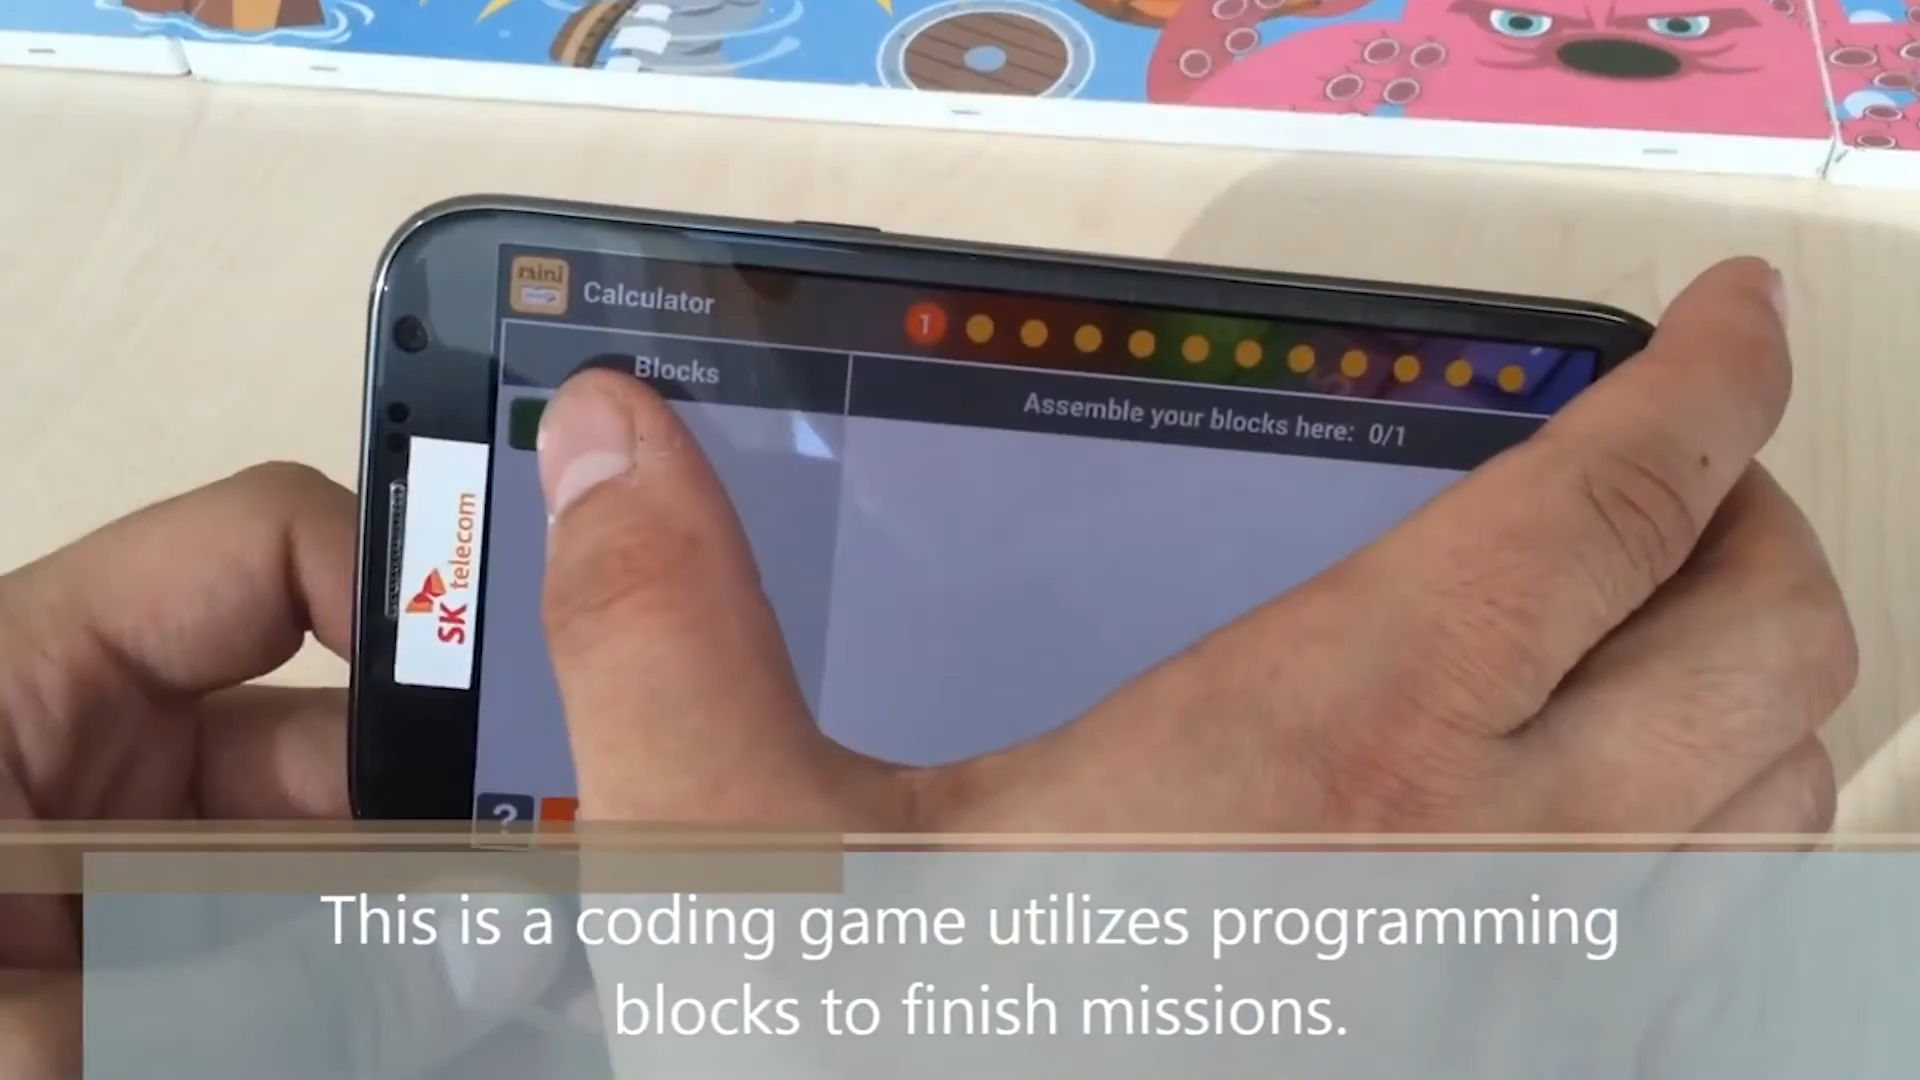 raini
Calculator
1
Blocks
Assemble your blocks here: 0/1
SK telecom
?
This is a coding game utilizes programming
blocks to finish missions.